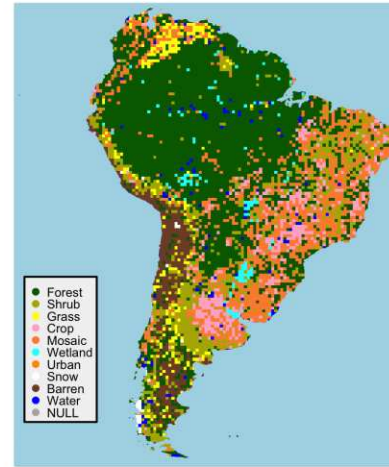 Forest
Shrub
Grass
Crop
Mosaic
Wetland
Urban
Snow
Barren
Water
NULL